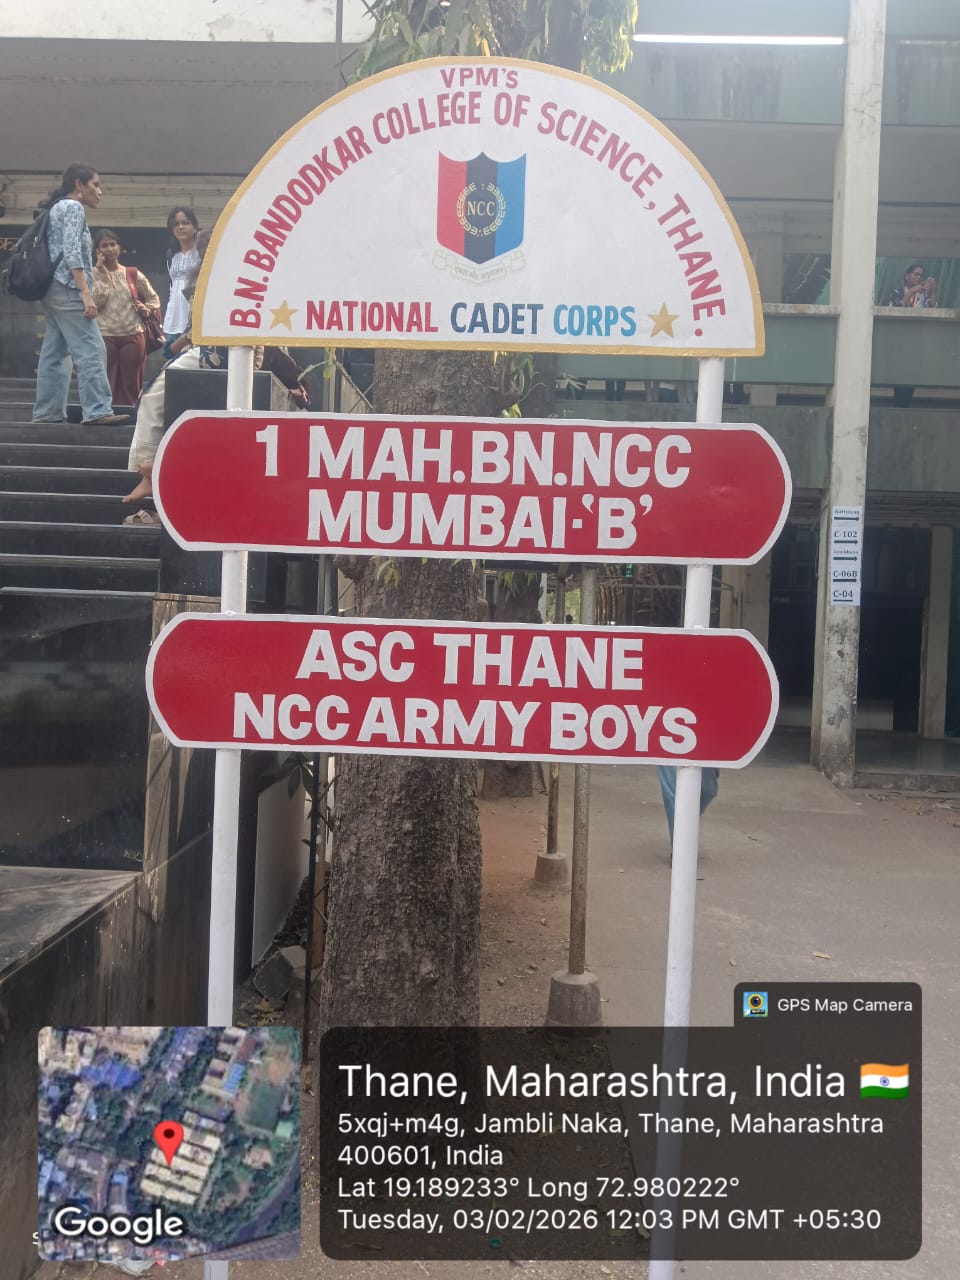 VPM'S
B.N.BANDODKAR COLLEGE OF SCIENCE, THANE.
NCC
NATIONAL CADET CORPS
1 MAH.BN.NCC
MUMBAI-'B'
ASC THANE
NCC ARMY BOYS
C-102
C-06B
C-04
GPS Map Camera
Thane, Maharashtra, India
5xqj+m4g, Jambli Naka, Thane, Maharashtra
400601, India
Lat 19.189233° Long 72.980222°
Tuesday, 03/02/2026 12:03 PM GMT +05:30
Google